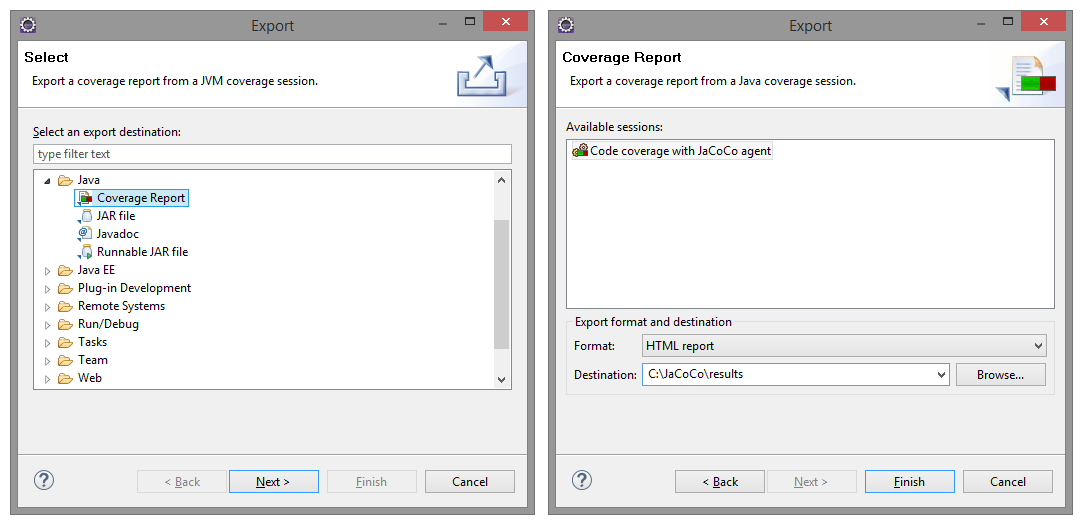 Export
Select
Export a coverage report from a JVM coverage session.
Select an export destination:
type filter text
Java
Coverage Report
JAR file
Javadoc
Runnable JAR file
Java EE
Plug-in Development
Remote Systems
Run/Debug
Tasks
Team
Web
< Back
Next >
Finish
Cancel
Export
Coverage Report
Export a coverage report from a Java coverage session.
Available sessions:
Code coverage with JaCoCo agent
Export format and destination
Format: HTML report
Destination: C:\JaCoCo\results Browse...
< Back
Next >
Finish
Cancel